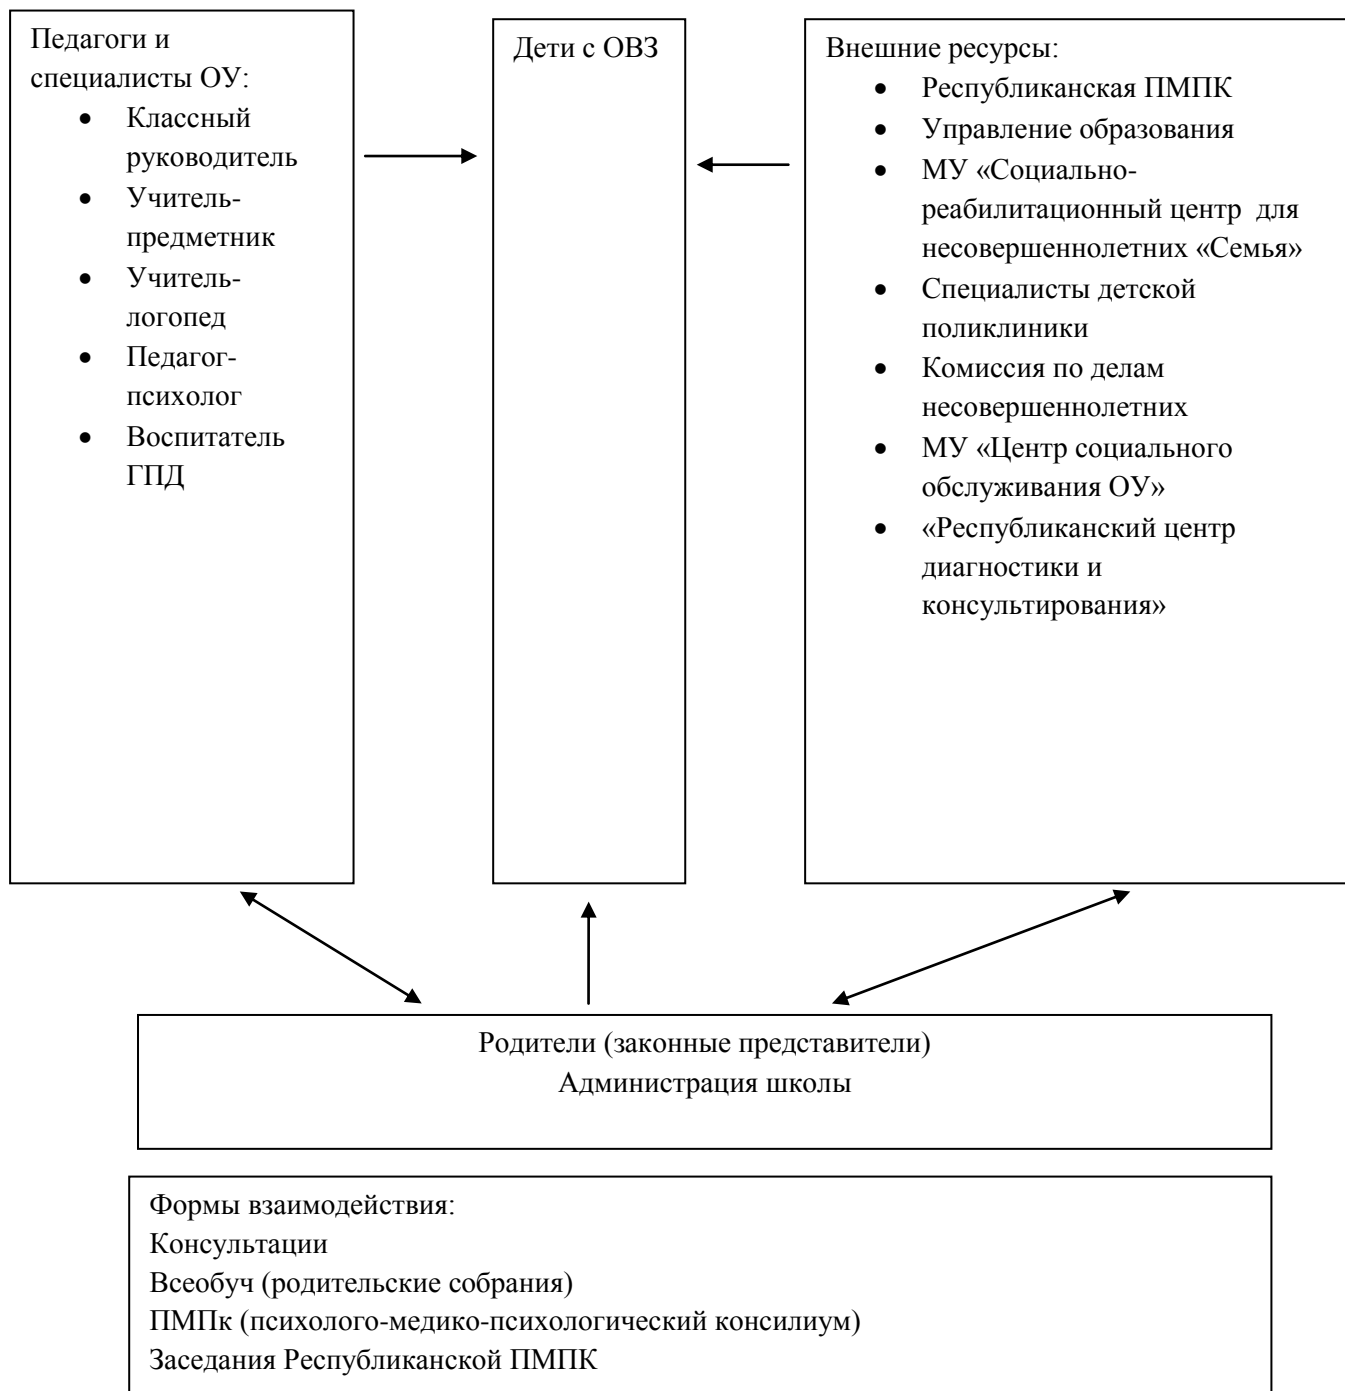 Педагоги и
специалисты ОУ:
• Классный
руководитель
• Учитель-
предметник
• Учитель-
логопед
• Педагог-
психолог
• Воспитатель
ГПД
Дети с ОВЗ
Внешние ресурсы:
• Республиканская ПМПК
• Управление образования
• МУ «Социально-
реабилитационный центр  для
несовершеннолетних «Семья»
• Специалисты детской
поликлиники
• Комиссия по делам
несовершеннолетних
• МУ «Центр социального
обслуживания ОУ»
• «Республиканский центр
диагностики и
консультирования»
Родители (законные представители)
Администрация школы
Формы взаимодействия:
Консультации
Всеобуч (родительские собрания)
ПМПк (психолого-медико-психологический консилиум)
Заседания Республиканской ПМПК